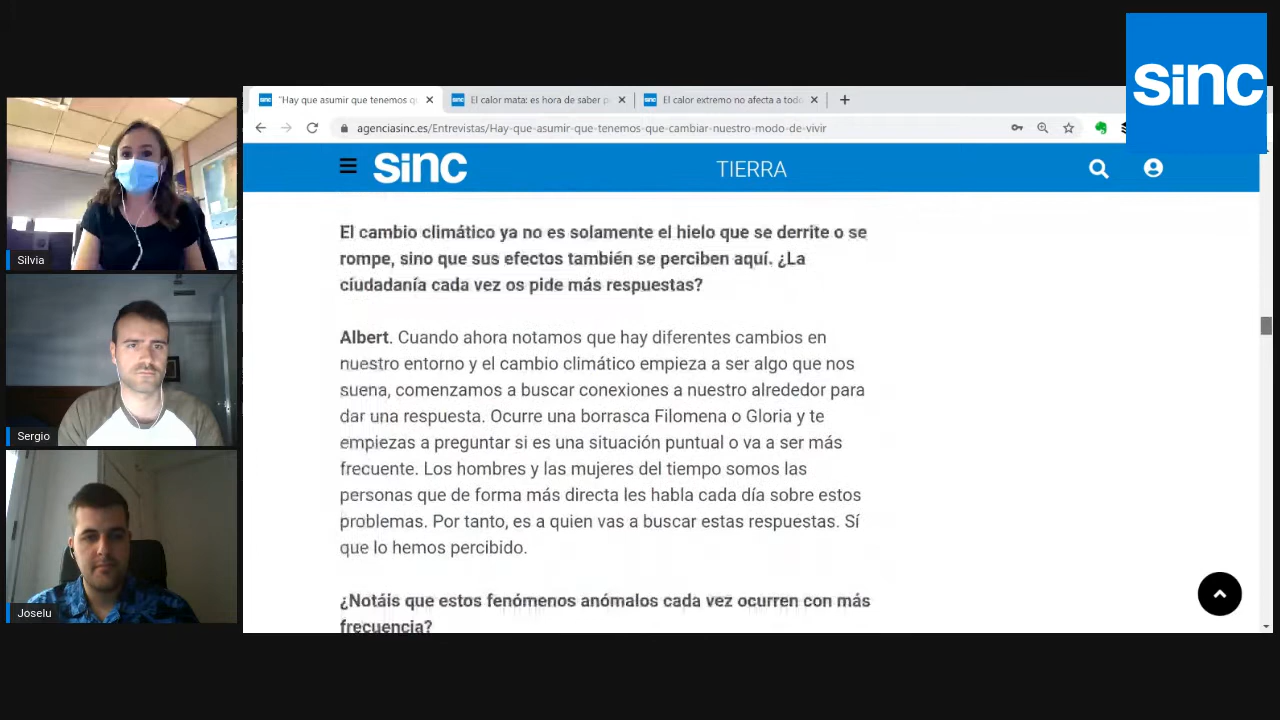 sinc
"Hay que asumir que tenemos qu
El calor mata: es hora de saber p
El calor extremo no afecta a todo
agenciasinc.es/Entrevistas/Hay-que-asumir-que-tenemos-que-cambiar-nuestro-modo-de-vivir
sinc
TIERRA
El cambio climático ya no es solamente el hielo que se derrite o se
rompe, sino que sus efectos también se perciben aquí. ¿La
ciudadanía cada vez os pide más respuestas?
Albert. Cuando ahora notamos que hay diferentes cambios en
nuestro entorno y el cambio climático empieza a ser algo que nos
suena, comenzamos a buscar conexiones a nuestro alrededor para
dar una respuesta. Ocurre una borrasca Filomena o Gloria y te
empiezas a preguntar si es una situación puntual o va a ser más
frecuente. Los hombres y las mujeres del tiempo somos las
personas que de forma más directa les habla cada día sobre estos
problemas. Por tanto, es a quien vas a buscar estas respuestas. Sí
que lo hemos percibido.
¿Notáis que estos fenómenos anómalos cada vez ocurren con más
frecuencia?
Silvia
Sergio
Joselu